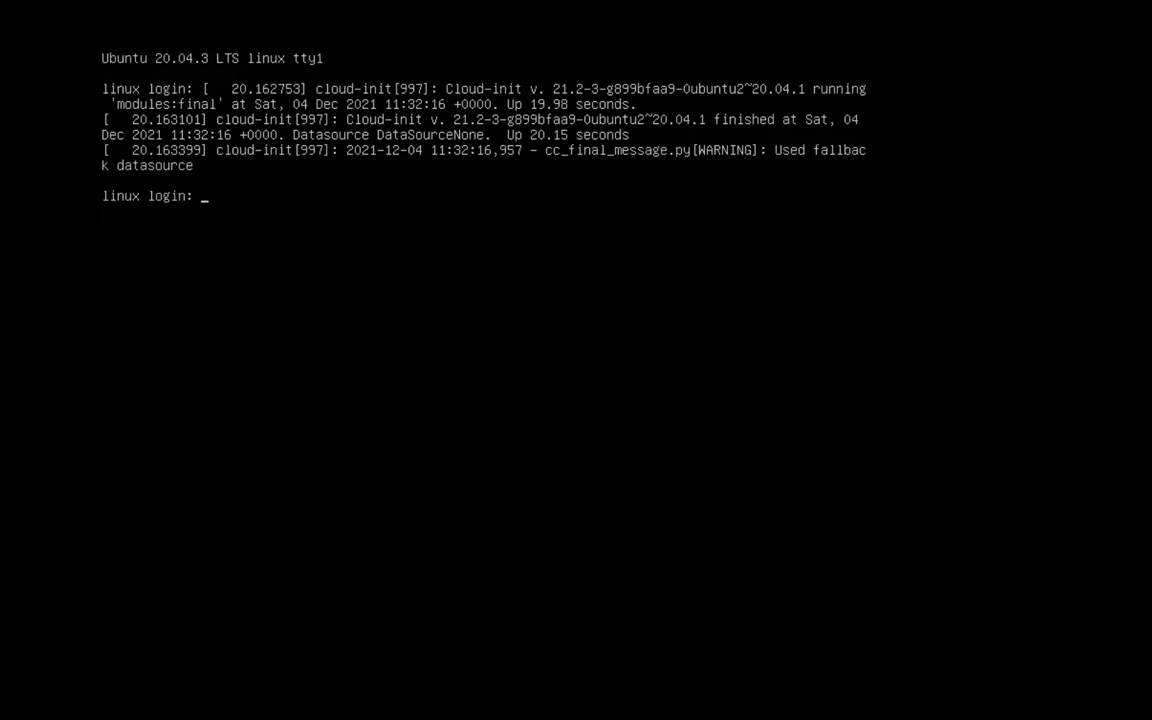 Ubuntu 20.04.3 LTS linux tty1
linux login: [   20.162753] cloud-init[997]: Cloud-init v. 21.2-3-g899bfaa9-0ubuntu2~20.04.1 running
 'modules:final' at Sat, 04 Dec 2021 11:32:16 +0000. Up 19.98 seconds.
[   20.163101] cloud-init[997]: Cloud-init v. 21.2-3-g899bfaa9-0ubuntu2~20.04.1 finished at Sat, 04
Dec 2021 11:32:16 +0000. Datasource DataSourceNone.  Up 20.15 seconds
[   20.163399] cloud-init[997]: 2021-12-04 11:32:16,957 - cc_final_message.py[WARNING]: Used fallbac
k datasource
linux login: _